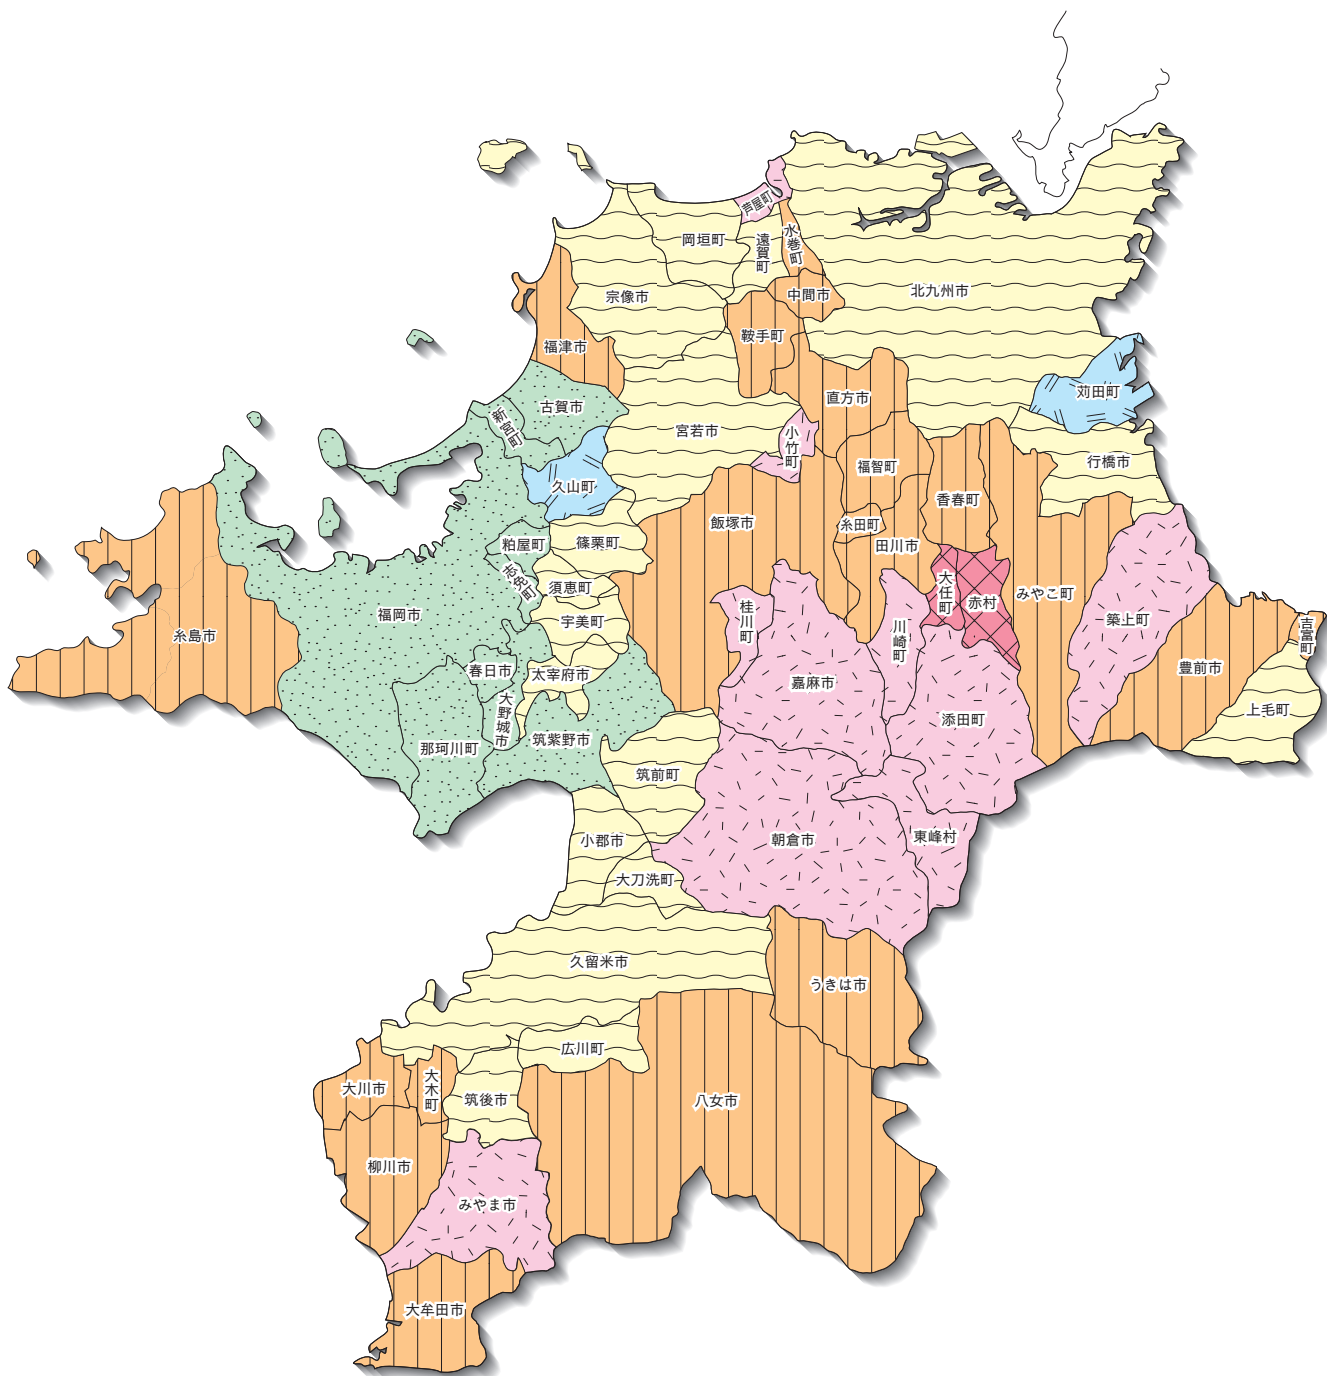 芦屋町
岡垣町
遠賀町
水巻町
北九州市
宗像市
中間市
鞍手町
福津市
苅田町
直方市
古賀市
新宮町
宮若市
小竹町
行橋市
福智町
久山町
香春町
飯塚市
糸田町
田川市
粕屋町
篠栗町
志免町
須恵町
大任町
赤村
みやこ町
福岡市
宇美町
桂川町
川崎町
築上町
糸島市
吉富町
春日市
太宰府市
豊前市
嘉麻市
大野城市
添田町
上毛町
那珂川町
筑紫野市
筑前町
小郡市
朝倉市
東峰村
大刀洗町
久留米市
うきは市
広川町
大川市
大木町
筑後市
八女市
柳川市
みやま市
大牟田市